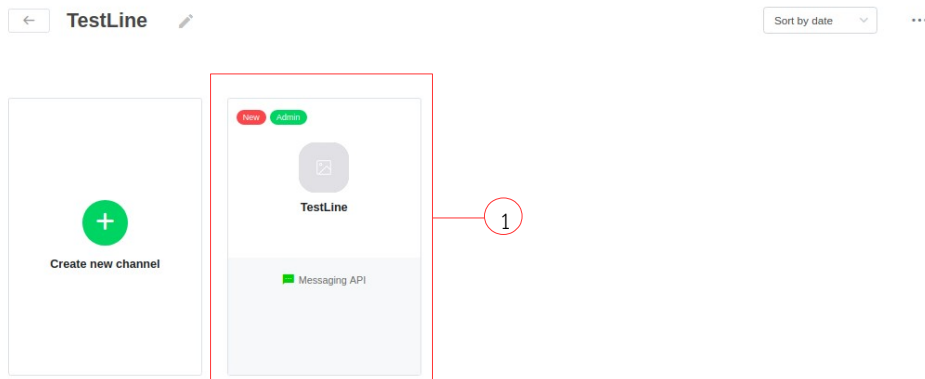 TestLine
Sort by date
New Admin
TestLine
1
Create new channel
Messaging API